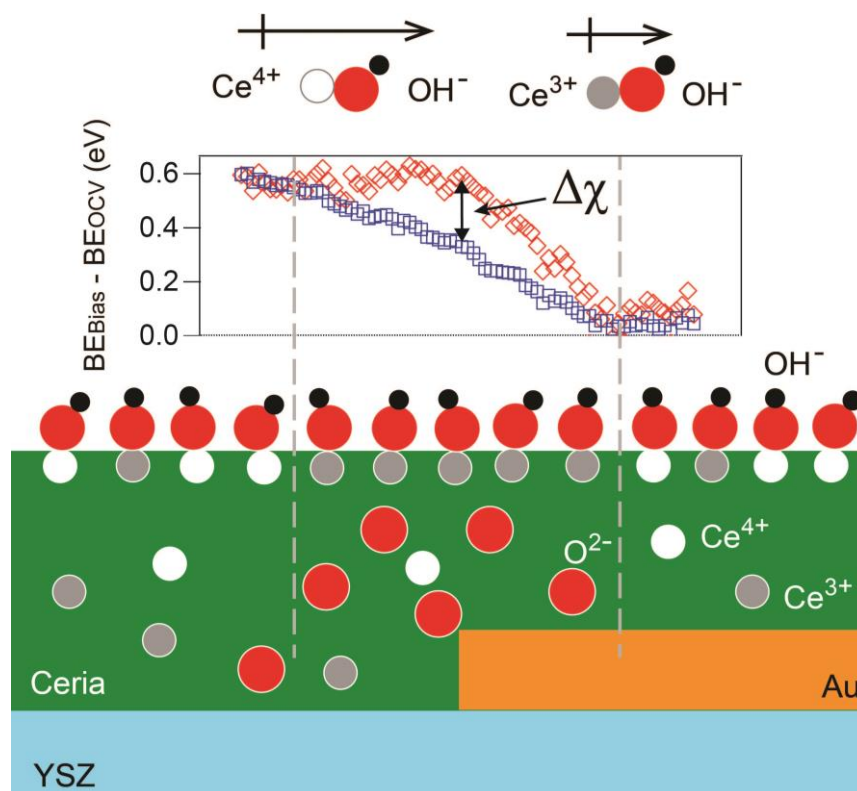 Ce⁴⁺ OH⁻ Ce³⁺ OH⁻
BEBias - BEOCV (eV)
0.6
0.4
0.2
0.0
Δχ
OH⁻
O²⁻
Ce⁴⁺
Ce³⁺
Ceria
Au
YSZ